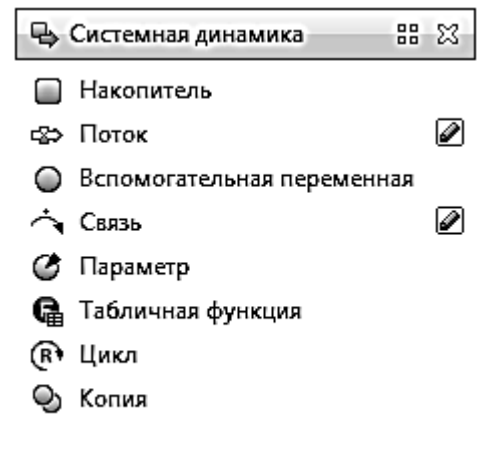 Системная динамика
Накопитель
Поток
Вспомогательная переменная
Связь
Параметр
Табличная функция
Цикл
Копия